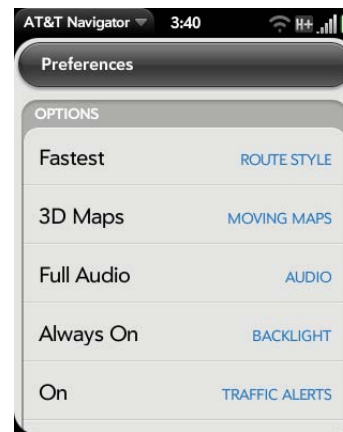 AT&T Navigator 3:40 H+
Preferences
OPTIONS
Fastest ROUTE STYLE
3D Maps MOVING MAPS
Full Audio AUDIO
Always On BACKLIGHT
On TRAFFIC ALERTS